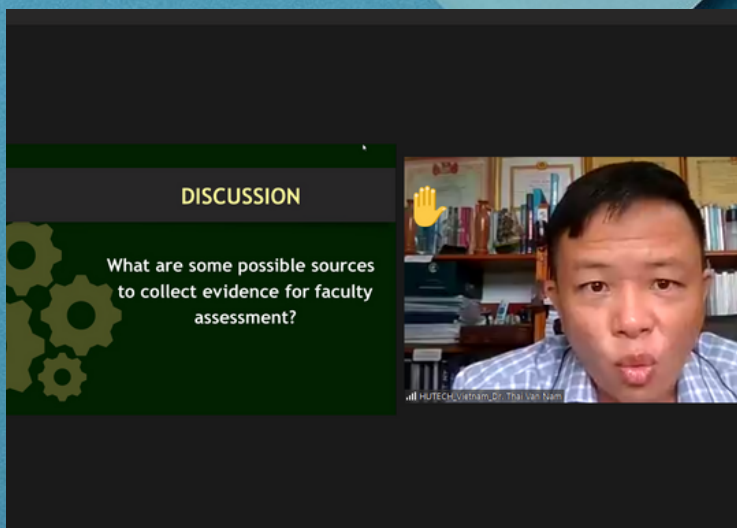 DISCUSSION
What are some possible sources
to collect evidence for faculty
assessment?
HUTECH_Vietnam_Dr. Thai Van Nam